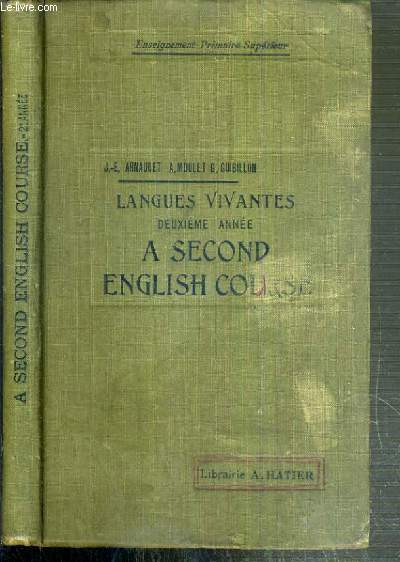 Le-livre.com
Enseignement Primaire Supérieur
J.-E. ARNAUDET A. MOULET G. GUIBILLON
LANGUES VIVANTES
DEUXIÈME ANNÉE
A SECOND
ENGLISH COURSE
Librairie A. HATIER
A SECOND ENGLISH COURSE.- 2E ANNÉE